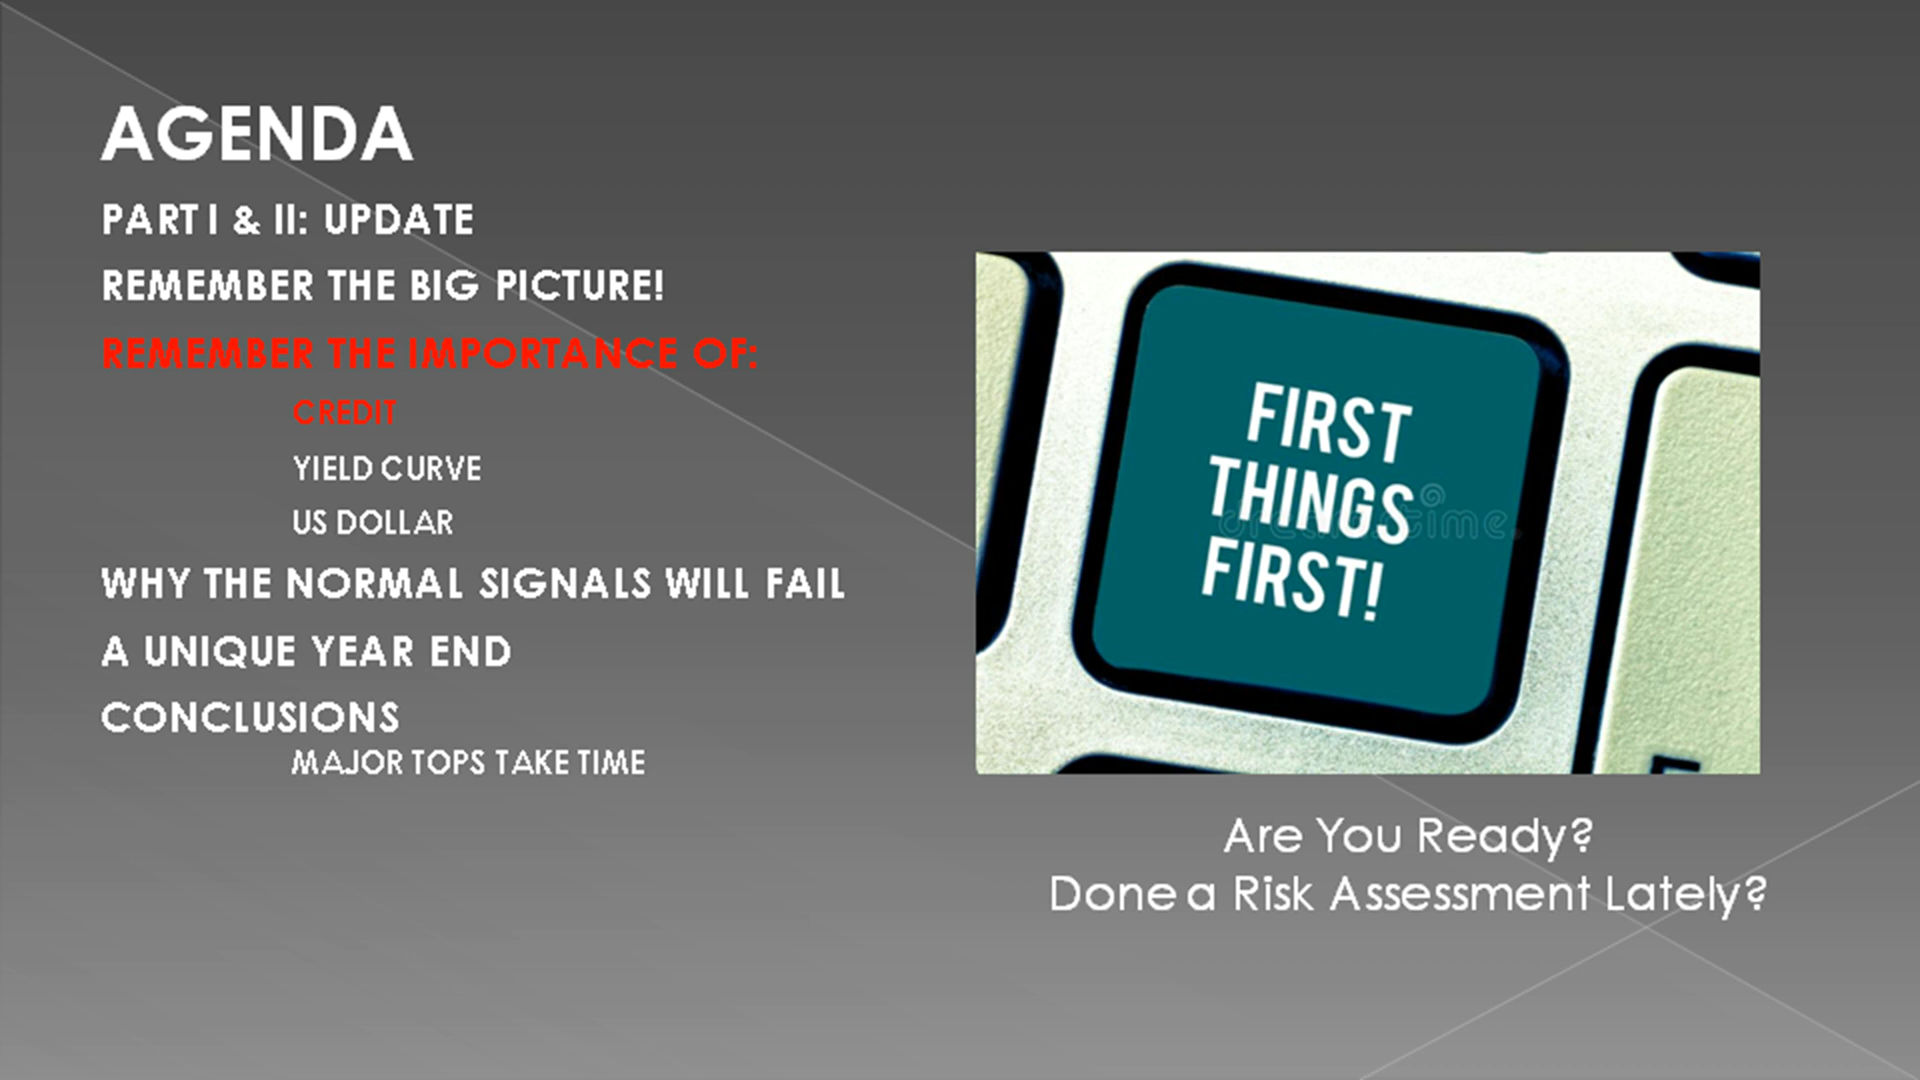 AGENDA
PART I & II: UPDATE
REMEMBER THE BIG PICTURE!
REMEMBER THE IMPORTANCE OF:
CREDIT
YIELD CURVE
US DOLLAR
WHY THE NORMAL SIGNALS WILL FAIL
A UNIQUE YEAR END
CONCLUSIONS
MAJOR TOPS TAKE TIME
FIRST
THINGS
FIRST!
Are You Ready?
Done a Risk Assessment Lately?